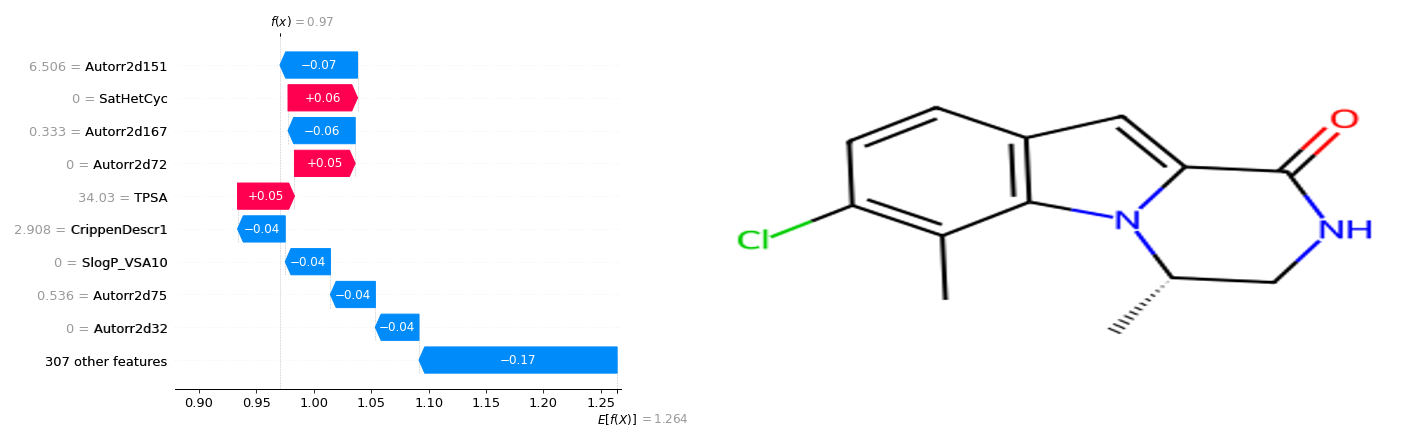 f(x) = 0.97
6.506 = Autorr2d151
−0.07
0 = SatHetCyc
+0.06
0.333 = Autorr2d167
−0.06
0 = Autorr2d72
+0.05
34.03 = TPSA
+0.05
2.908 = CrippenDescr1
−0.04
0 = SlogP_VSA10
−0.04
0.536 = Autorr2d75
−0.04
0 = Autorr2d32
−0.04
307 other features
−0.17
0.90 0.95 1.00 1.05 1.10 1.15 1.20 1.25
E[f(X)] = 1.264
O
N
NH
Cl